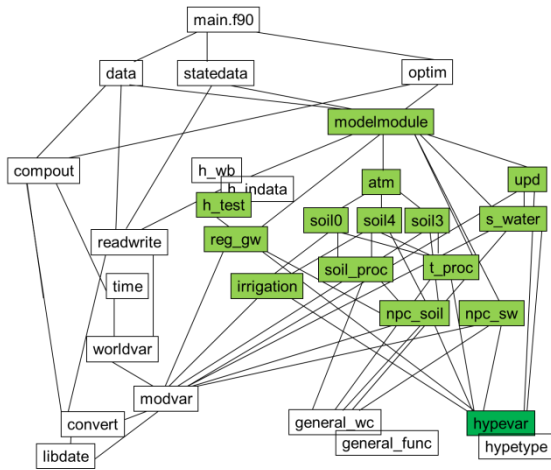 main.f90
data
statedata
optim
modelmodule
compout
h_wb
h_indata
h_test
atm
upd
soil0
soil4
soil3
s_water
readwrite
reg_gw
soil_proc
t_proc
time
irrigation
npc_soil
npc_sw
worldvar
modvar
convert
general_wc
hypevar
general_func
hypetype
libdate